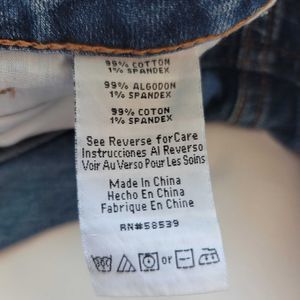 99% COTTON
1% SPANDEX
99% ALGODON
1% SPANDEX
99% COTON
1% SPANDEX
See Reverse forCare
Instrucciones Al Reverso
Voir Au Verso Pour Les Soins
Made In China
Hecho En China
Fabrique En Chine
RN#58539
or